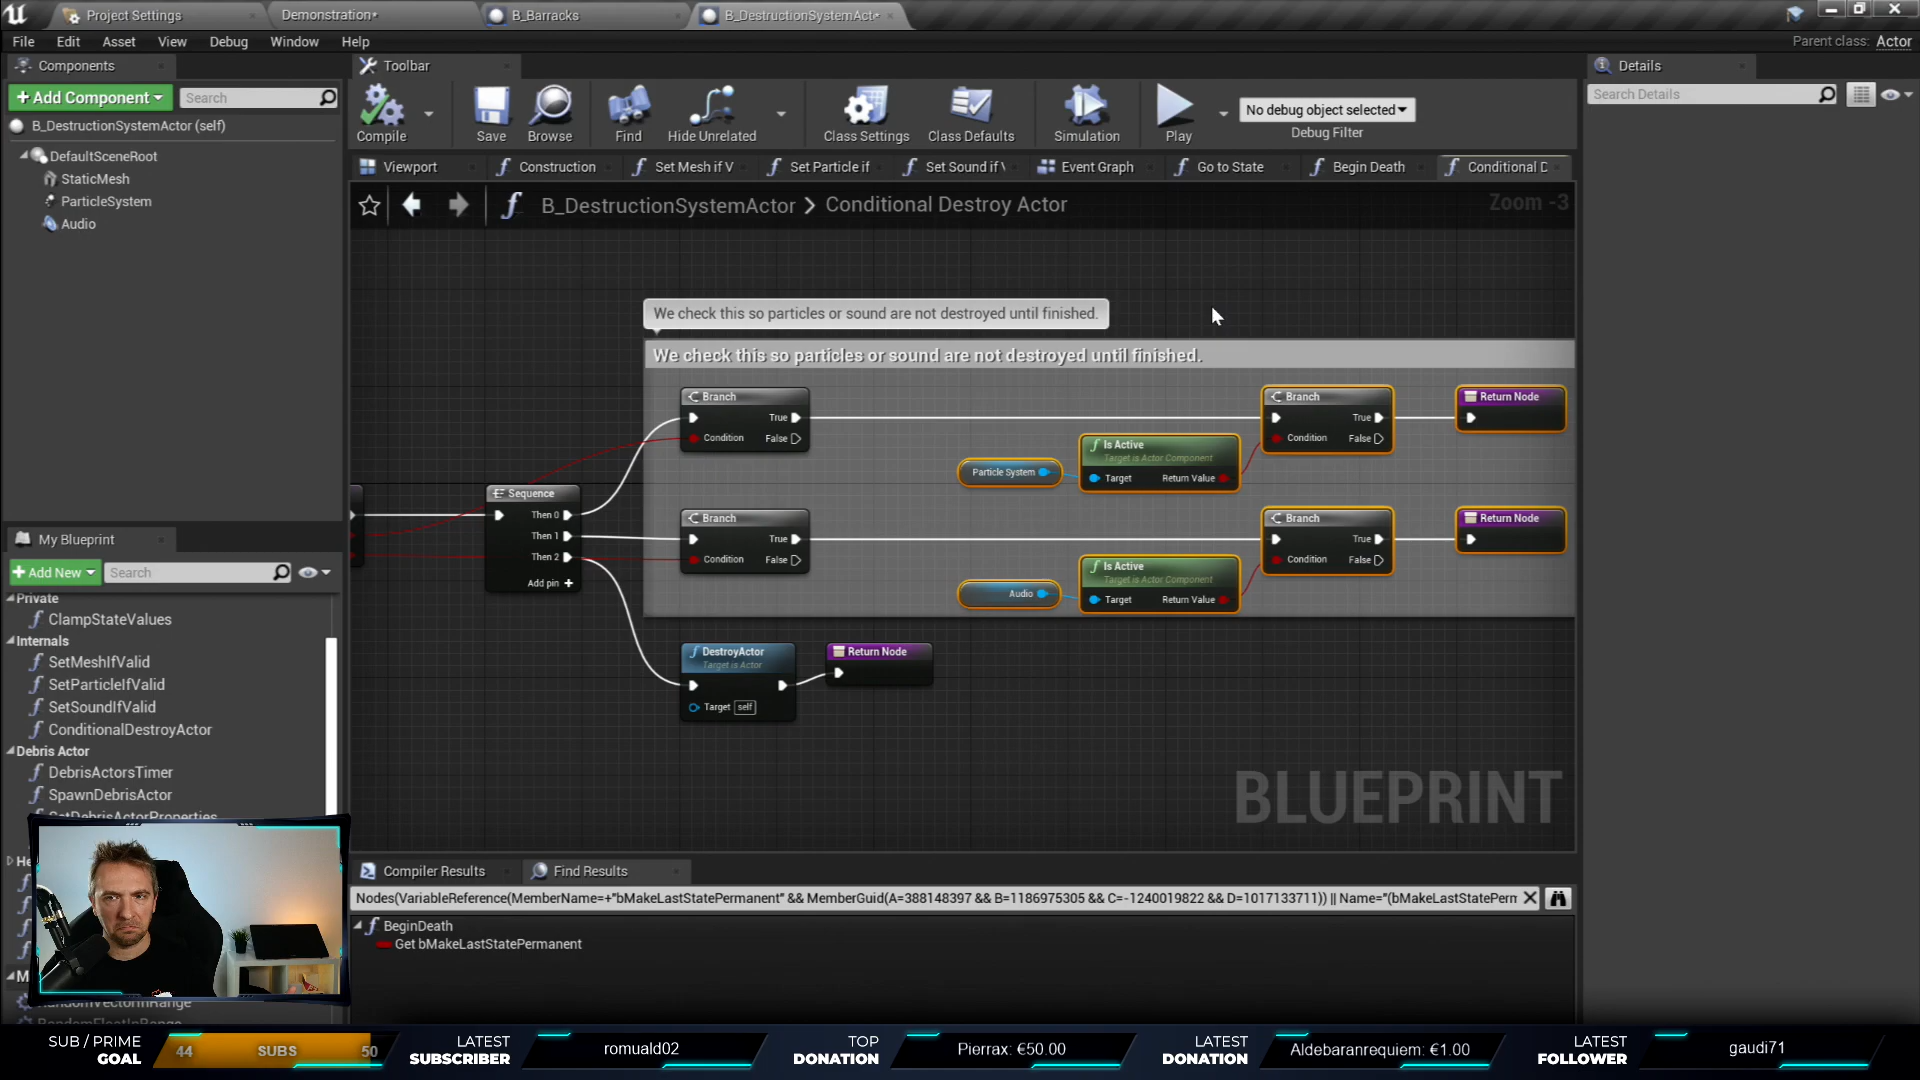 Project Settings
Demonstration*
B_Barracks
B_DestructionSystemActor*
File Edit Asset View Debug Window Help
Parent class: Actor
Components
Toolbar
Details
+ Add Component
Search
Search Details
B_DestructionSystemActor (self)
DefaultSceneRoot
StaticMesh
ParticleSystem
Audio
Compile
Save
Browse
Find
Hide Unrelated
Class Settings
Class Defaults
Simulation
Play
No debug object selected
Debug Filter
Viewport
Construction
Set Mesh if V
Set Particle if
Set Sound if V
Event Graph
Go to State
Begin Death
Conditional D
B_DestructionSystemActor > Conditional Destroy Actor
Zoom -3
We check this so particles or sound are not destroyed until finished.
We check this so particles or sound are not destroyed until finished.
Branch
True
Condition False
Branch
True
Condition False
Return Node
Is Active
Target is Actor Component
Target Return Value
Particle System
Sequence
Then 0
Then 1
Then 2
Add pin +
Branch
True
Condition False
Branch
True
Condition False
Return Node
Is Active
Target is Actor Component
Target Return Value
Audio
DestroyActor
Target is Actor
Target self
Return Node
BLUEPRINT
My Blueprint
+ Add New
Search
Private
ClampStateValues
Internals
SetMeshIfValid
SetParticleIfValid
SetSoundIfValid
ConditionalDestroyActor
Debris Actor
DebrisActorsTimer
SpawnDebrisActor
SetDebrisActorProperties
He
M
RandomVectorInRange
RandomFloatInRange
Compiler Results
Find Results
Nodes(VariableReference(MemberName=+"bMakeLastStatePermanent" && MemberGuid(A=388148397 && B=1186975305 && C=-1240019822 && D=1017133711)) || Name="(bMakeLastStatePerm
BeginDeath
Get bMakeLastStatePermanent
SUB / PRIME
GOAL
44 SUBS 50
LATEST
SUBSCRIBER
romuald02
TOP
DONATION
Pierrax: €50.00
LATEST
DONATION
Aldebaranrequiem: €1.00
LATEST
FOLLOWER
gaudi71